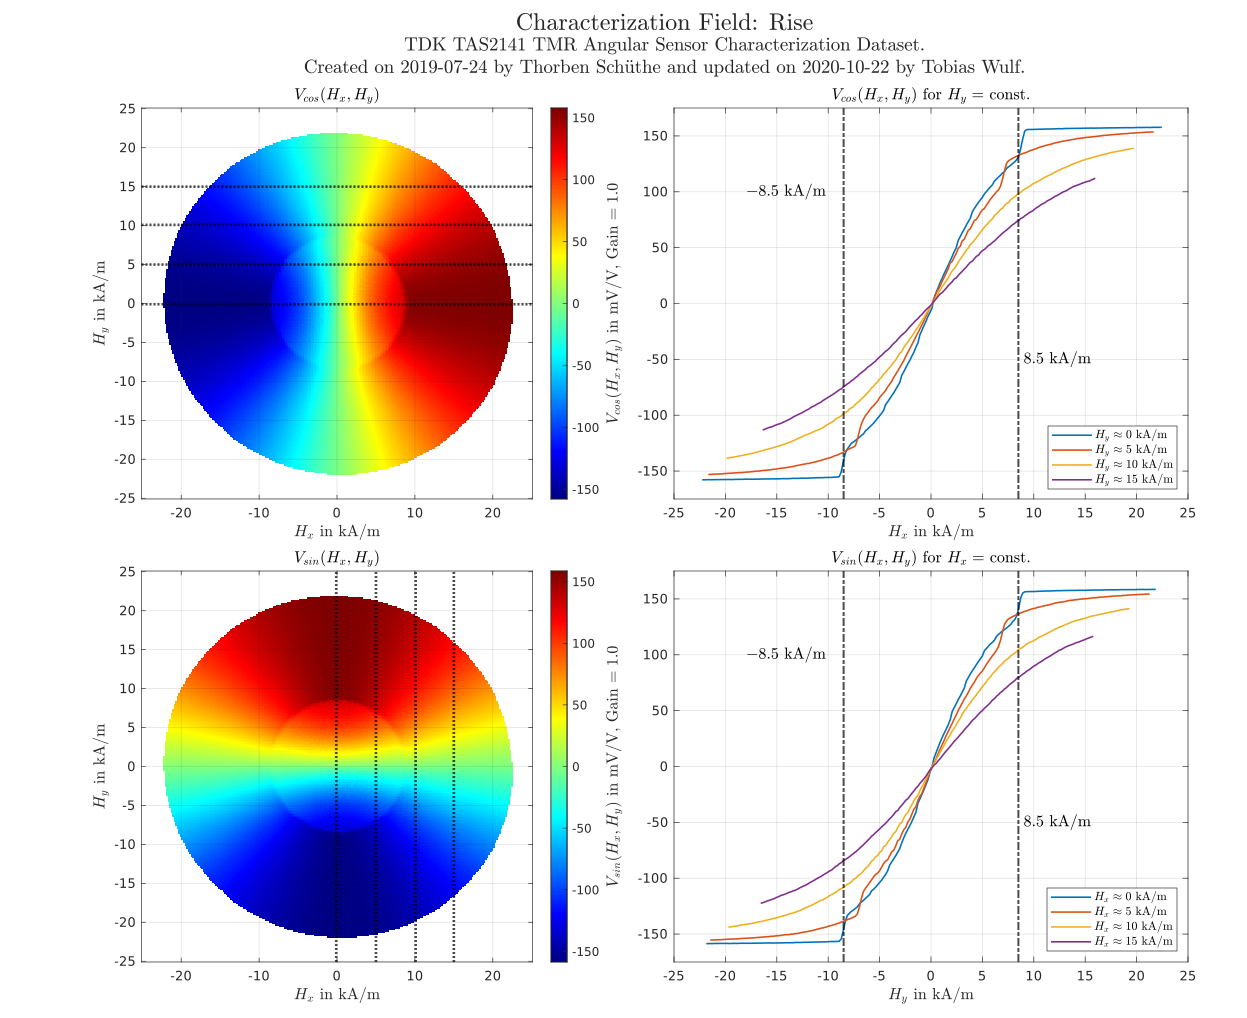 Characterization Field: Rise
TDK TAS2141 TMR Angular Sensor Characterization Dataset.
Created on 2019-07-24 by Thorben Schüthe and updated on 2020-10-22 by Tobias Wulf.
V_cos(H_x, H_y)
25
20
15
10
5
0
-5
-10
-15
-20
-25
H_y in kA/m
-20 -10 0 10 20
H_x in kA/m
150
100
50
0
-50
-100
-150
V_cos(H_x, H_y) in mV/V, Gain = 1.0
V_cos(H_x, H_y) for H_y = const.
150
100
50
0
-50
-100
-150
−8.5 kA/m
8.5 kA/m
H_y ≈ 0 kA/m
H_y ≈ 5 kA/m
H_y ≈ 10 kA/m
H_y ≈ 15 kA/m
-25 -20 -15 -10 -5 0 5 10 15 20 25
H_x in kA/m
V_sin(H_x, H_y)
25
20
15
10
5
0
-5
-10
-15
-20
-25
H_y in kA/m
-20 -10 0 10 20
H_x in kA/m
150
100
50
0
-50
-100
-150
V_sin(H_x, H_y) in mV/V, Gain = 1.0
V_sin(H_x, H_y) for H_x = const.
150
100
50
0
-50
-100
-150
−8.5 kA/m
8.5 kA/m
H_x ≈ 0 kA/m
H_x ≈ 5 kA/m
H_x ≈ 10 kA/m
H_x ≈ 15 kA/m
-25 -20 -15 -10 -5 0 5 10 15 20 25
H_y in kA/m